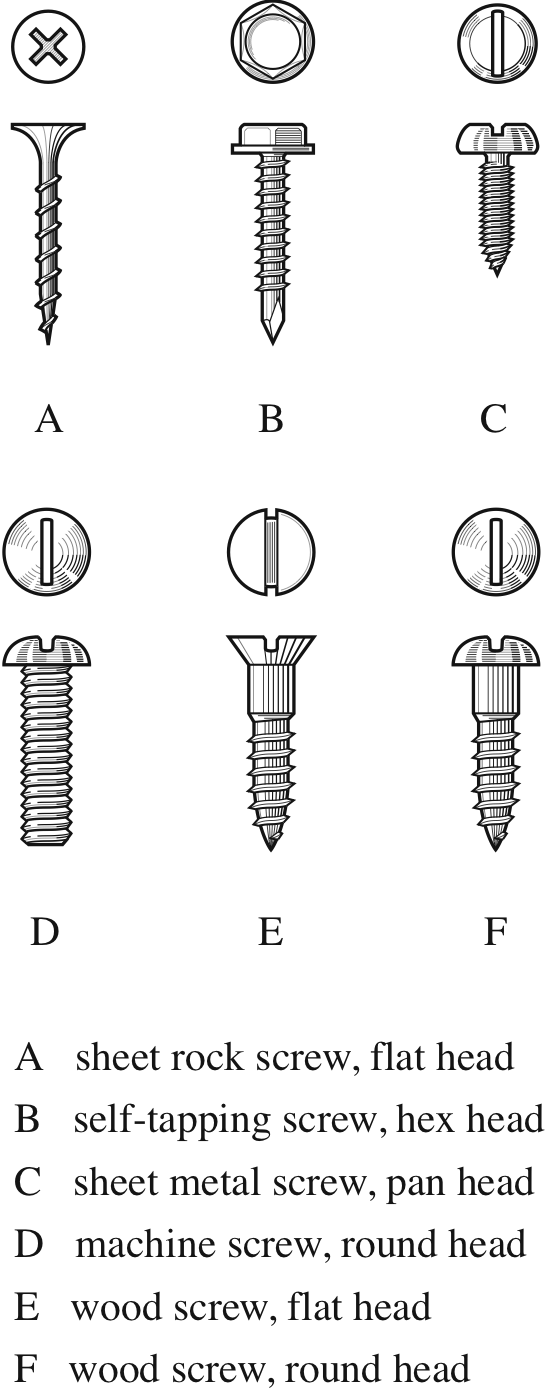 A B C
D E F
A sheet rock screw, flat head
B self-tapping screw, hex head
C sheet metal screw, pan head
D machine screw, round head
E wood screw, flat head
F wood screw, round head